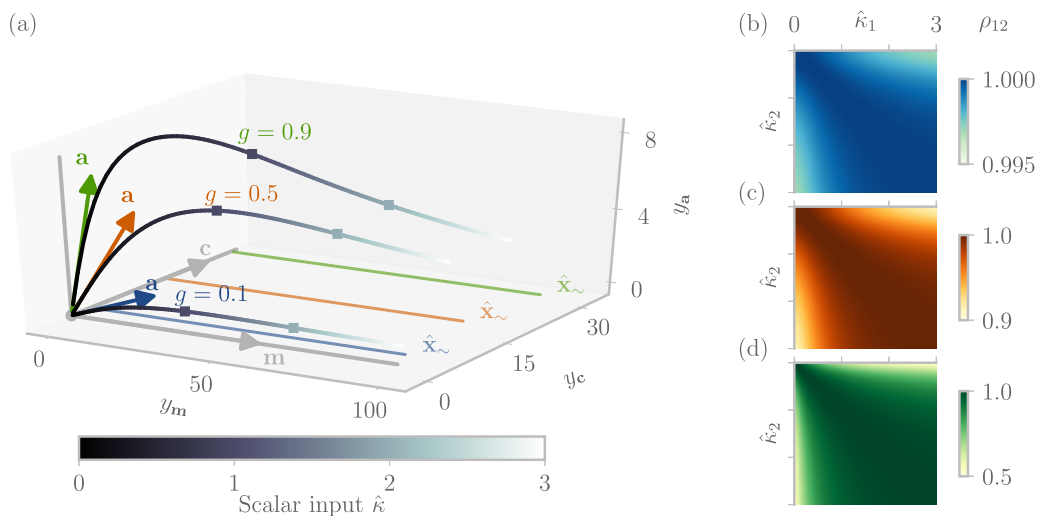 (a)
a
g = 0.9
a
g = 0.5
c
a
g = 0.1
m
x̂∼
x̂∼
x̂∼
8
4
0
y_a
30
15
0
y_c
0
50
100
y_m
0 1 2 3
Scalar input κ̂
(b) 0 κ̂₁ 3 ρ₁₂
κ̂₂
1.000
0.995
(c)
κ̂₂
1.0
0.9
(d)
κ̂₂
1.0
0.5